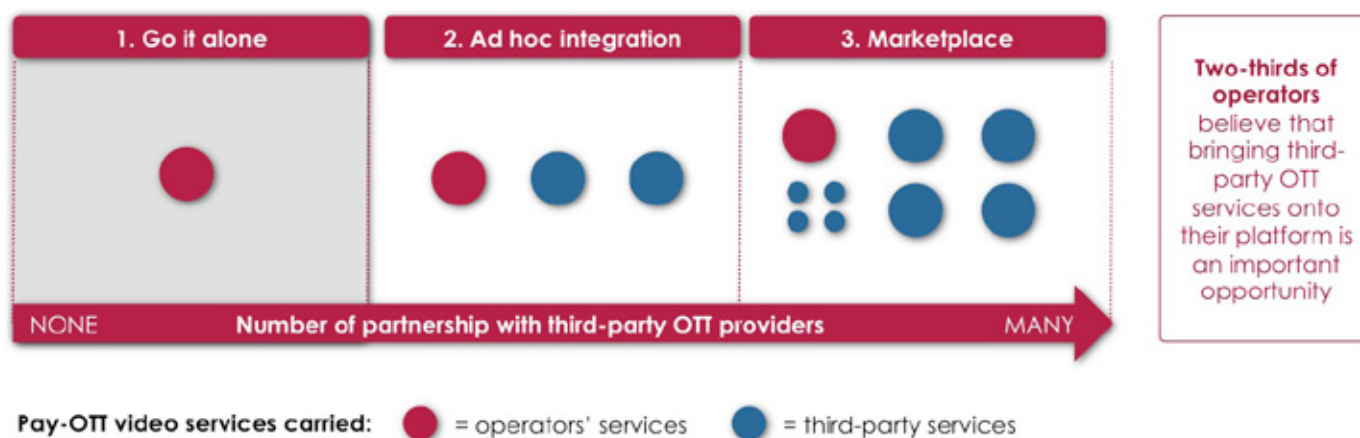 1. Go it alone
2. Ad hoc integration
3. Marketplace
NONE
Number of partnership with third-party OTT providers
MANY
Two-thirds of
operators
believe that
bringing third-
party OTT
services onto
their platform is
an important
opportunity
Pay-OTT video services carried:
= operators' services
= third-party services